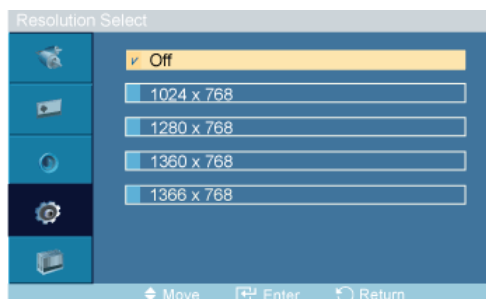 Resolution Select
Off
1024 x 768
1280 x 768
1360 x 768
1366 x 768
Move Enter Return